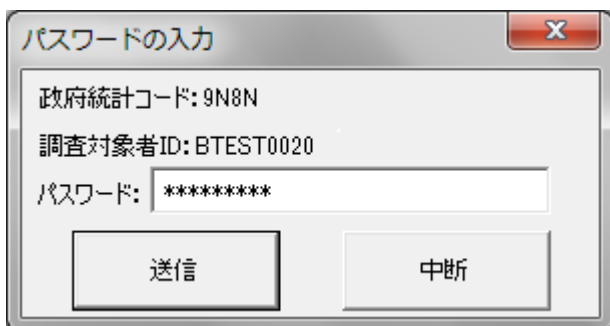 パスワードの入力
政府統計コード:9N8N
調査対象者ID:BTEST0020
パスワード: *********
送信 中断